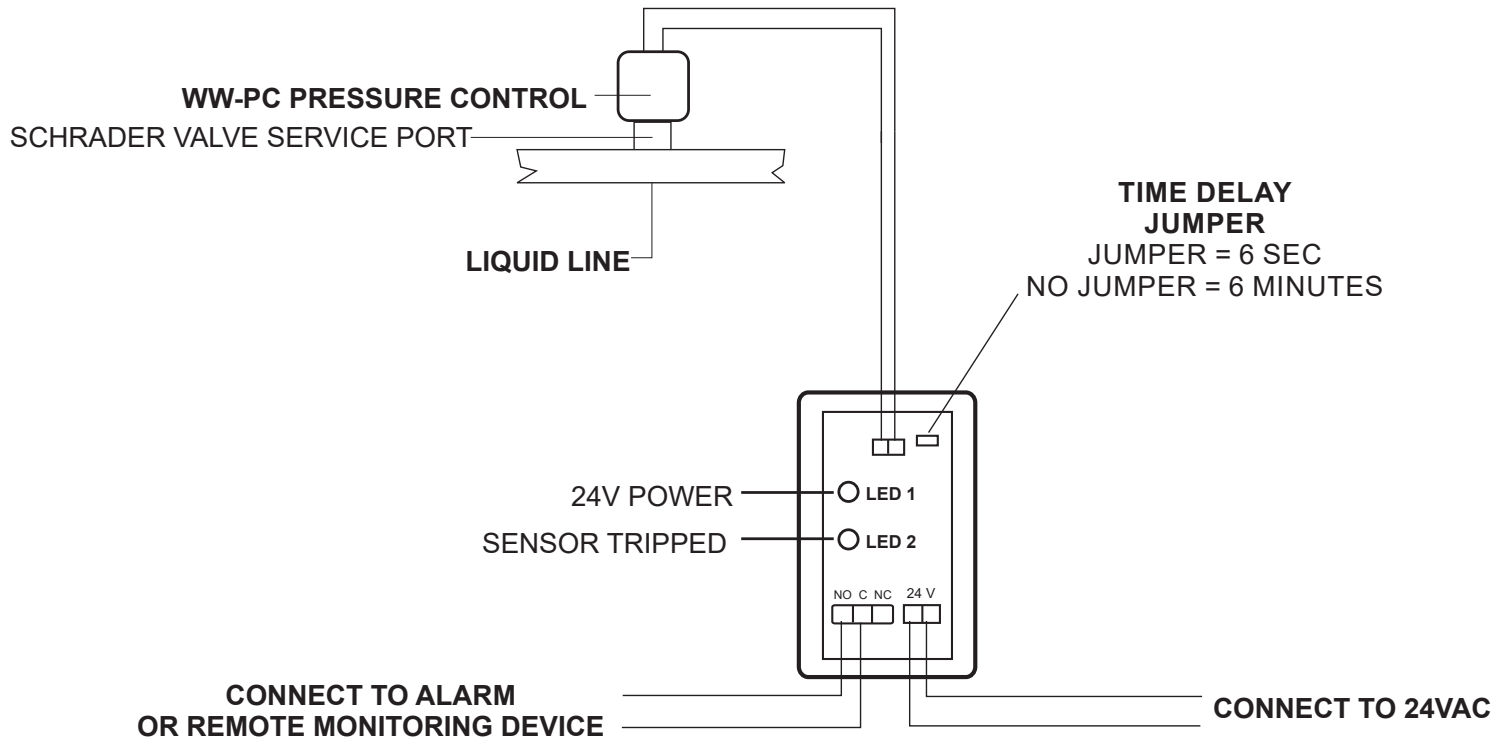 WW-PC PRESSURE CONTROL
SCHRADER VALVE SERVICE PORT
LIQUID LINE
TIME DELAY
JUMPER
JUMPER = 6 SEC
NO JUMPER = 6 MINUTES
24V POWER
LED 1
SENSOR TRIPPED
LED 2
NO C NC 24 V
CONNECT TO ALARM
OR REMOTE MONITORING DEVICE
CONNECT TO 24VAC